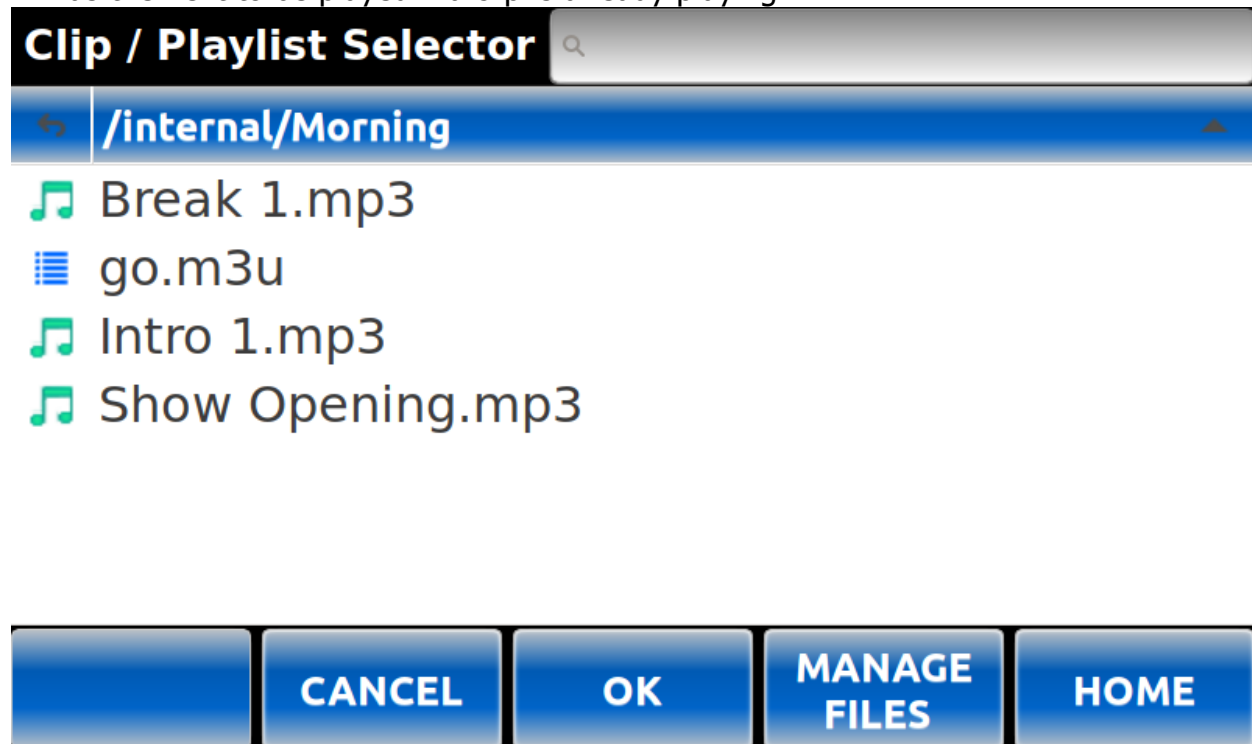 Clip / Playlist Selector
/internal/Morning
Break 1.mp3
go.m3u
Intro 1.mp3
Show Opening.mp3
CANCEL
OK
MANAGE
FILES
HOME